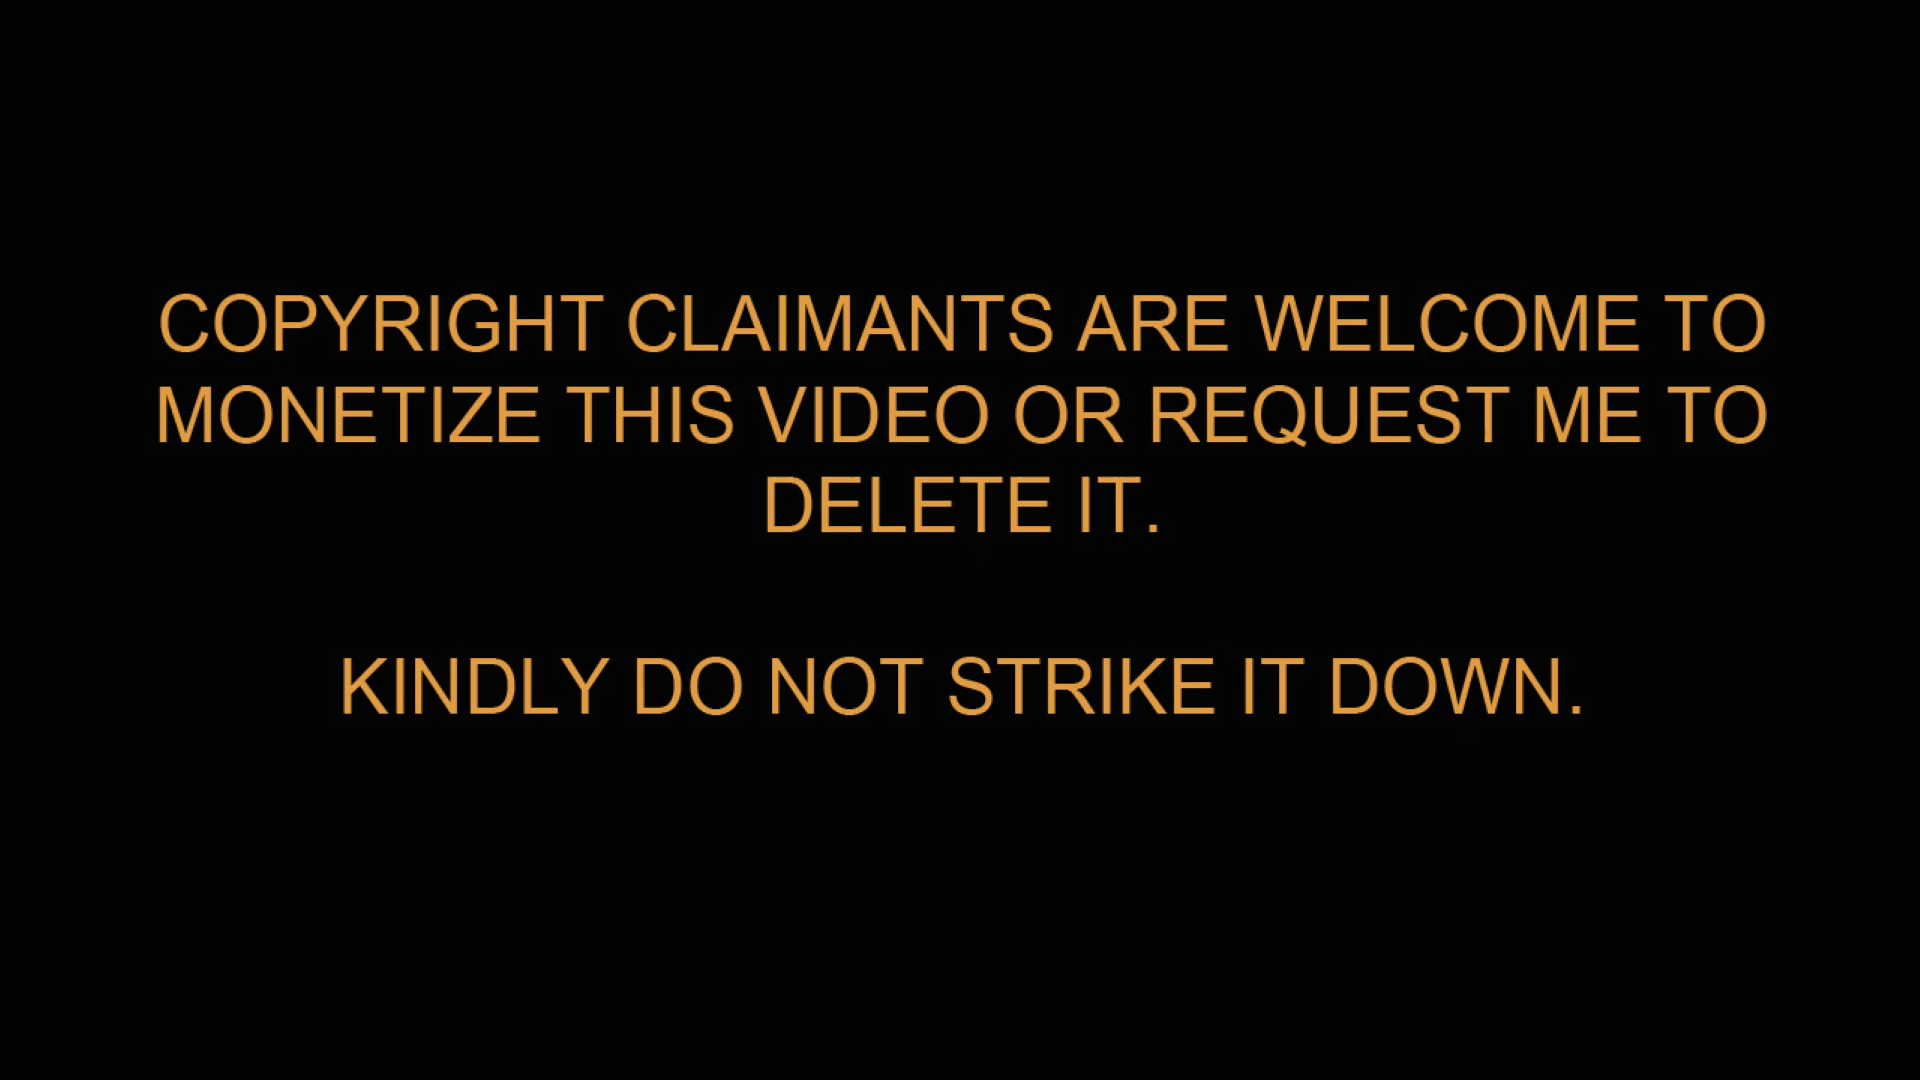 COPYRIGHT CLAIMANTS ARE WELCOME TO
MONETIZE THIS VIDEO OR REQUEST ME TO
DELETE IT.
KINDLY DO NOT STRIKE IT DOWN.